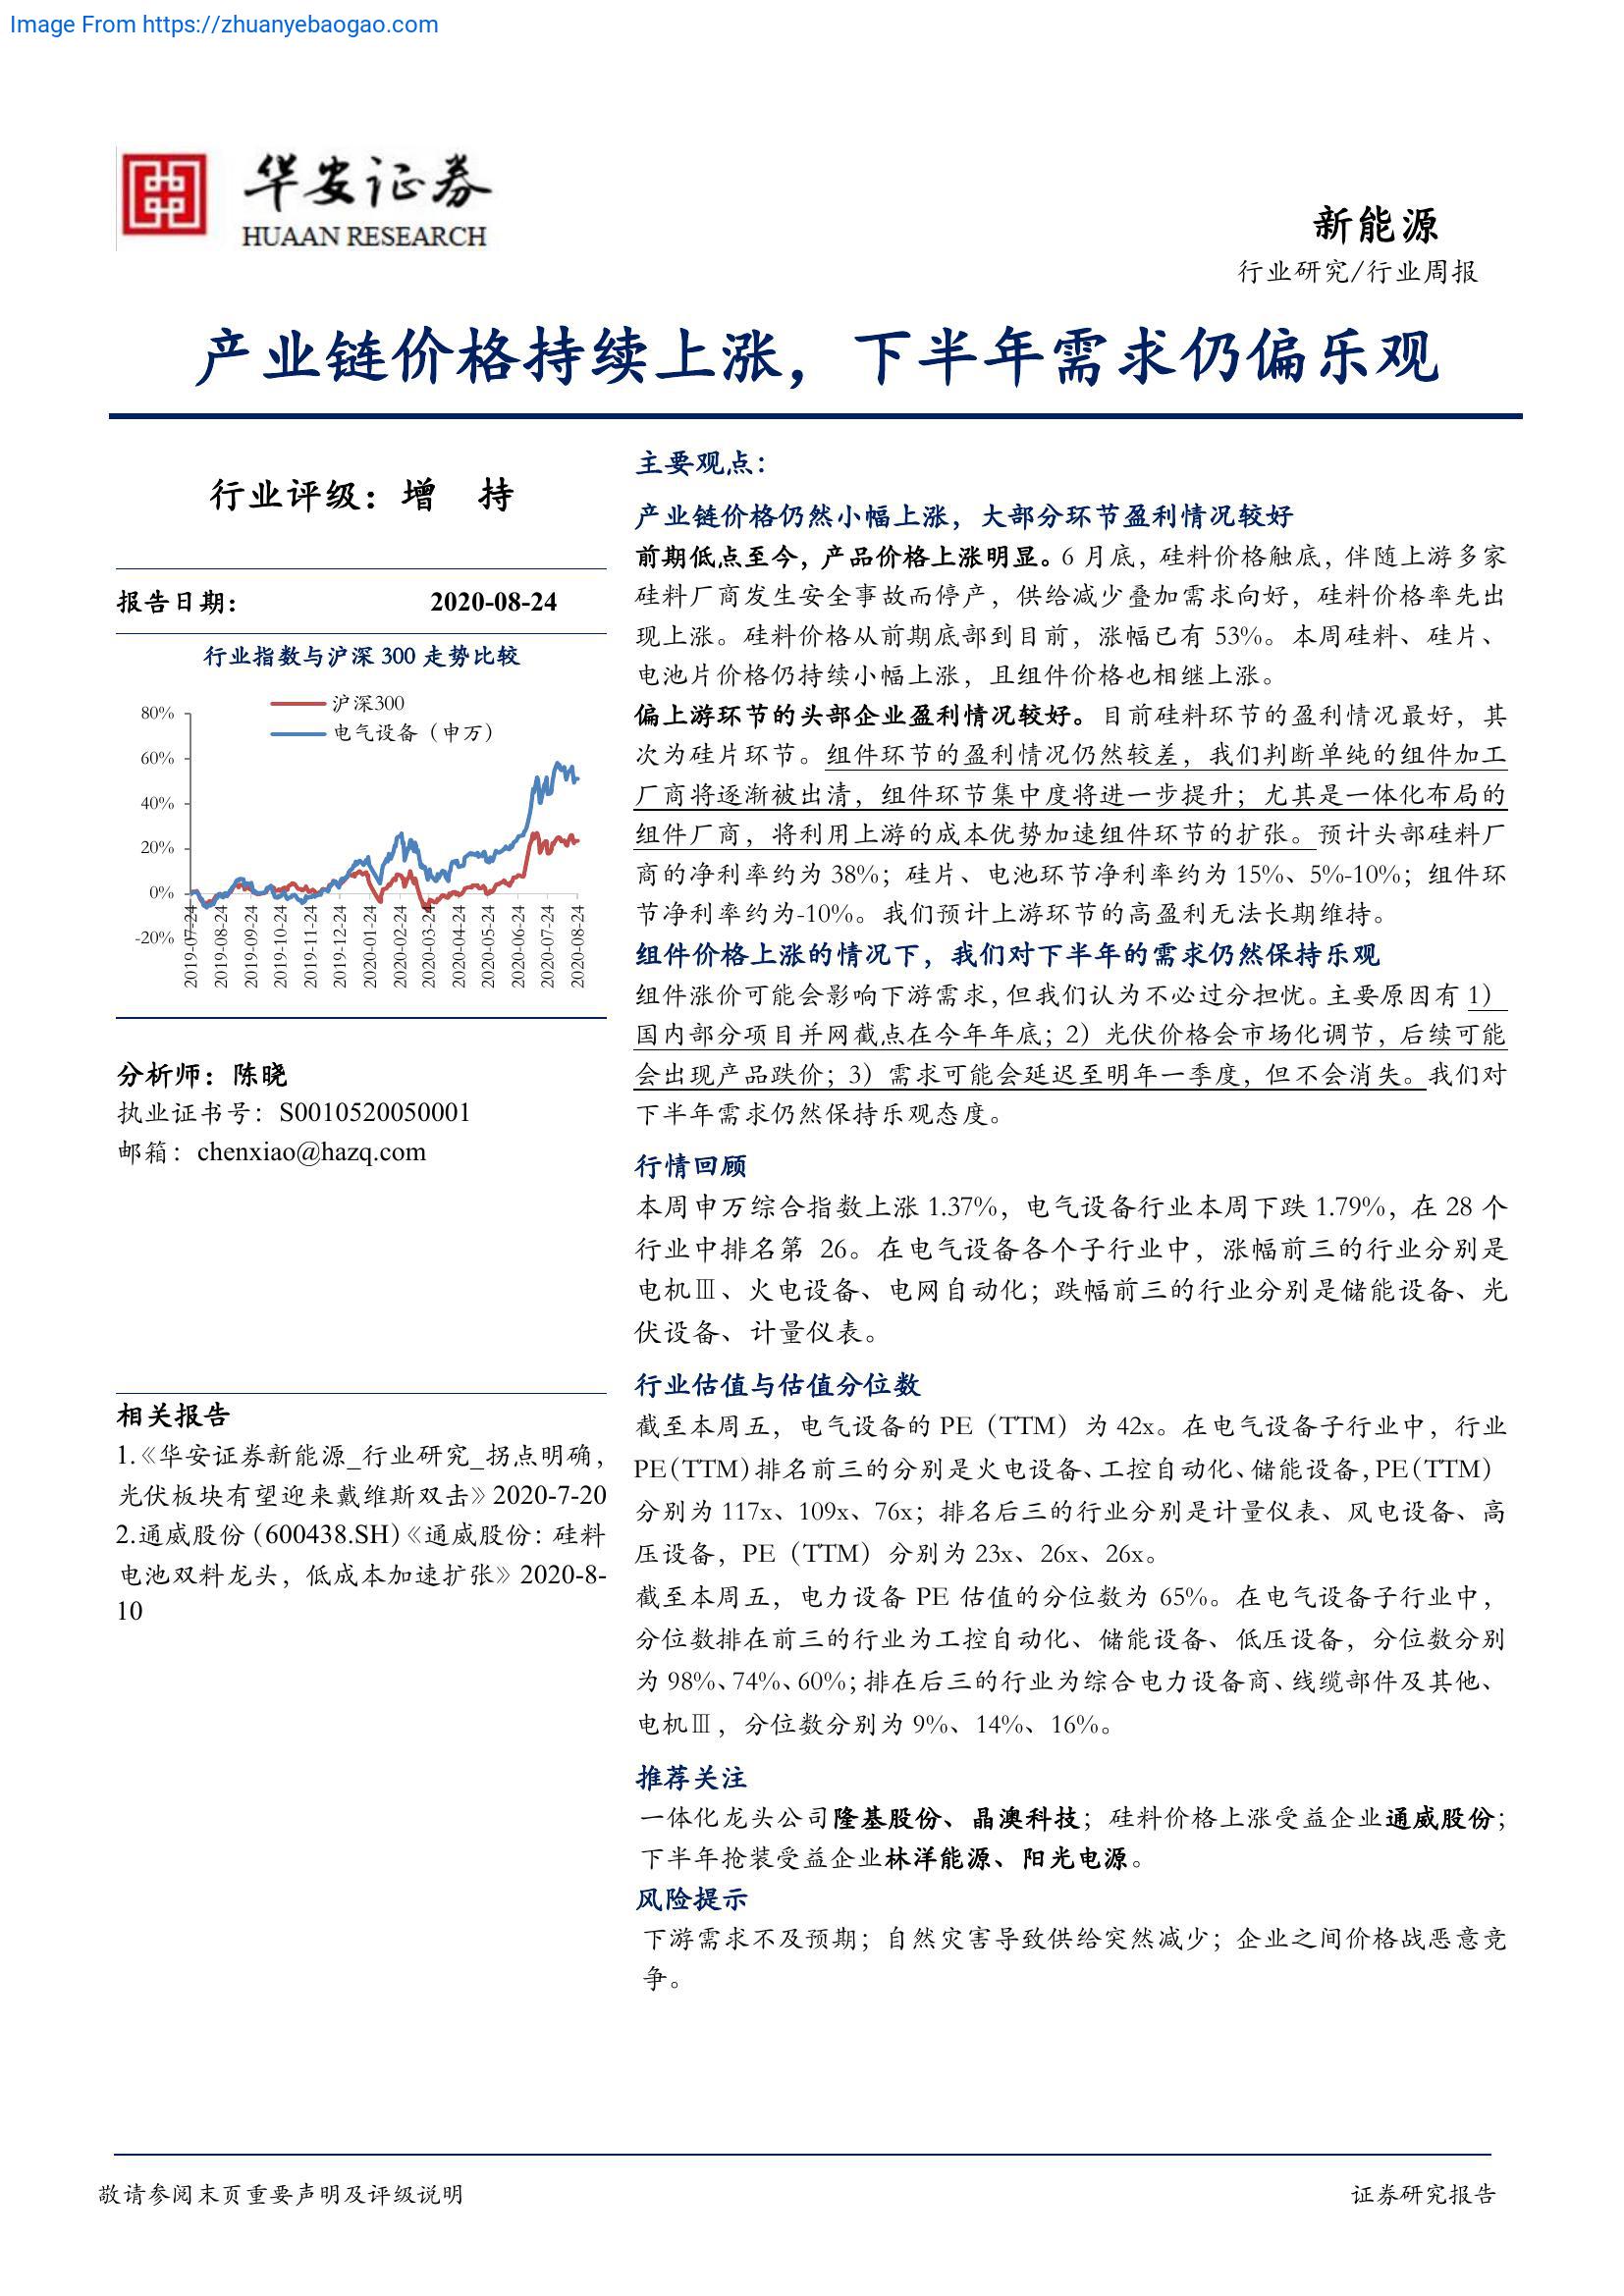 Image From https://zhuanyebaogao.com
华安证券
HUAAN RESEARCH
新能源
行业研究/行业周报
产业链价格持续上涨，下半年需求仍偏乐观
行业评级：增 持
报告日期： 2020-08-24
行业指数与沪深 300 走势比较
沪深300
电气设备（申万）
80%
60%
40%
20%
0%
-20%
2019-07-24
2019-08-24
2019-09-24
2019-10-24
2019-11-24
2019-12-24
2020-01-24
2020-02-24
2020-03-24
2020-04-24
2020-05-24
2020-06-24
2020-07-24
2020-08-24
分析师：陈晓
执业证书号：S0010520050001
邮箱：chenxiao@hazq.com
相关报告
1.《华安证券新能源_行业研究_拐点明确，
光伏板块有望迎来戴维斯双击》2020-7-20
2.通威股份（600438.SH）《通威股份：硅料
电池双料龙头，低成本加速扩张》2020-8-
10
主要观点：
产业链价格仍然小幅上涨，大部分环节盈利情况较好
前期低点至今，产品价格上涨明显。6 月底，硅料价格触底，伴随上游多家
硅料厂商发生安全事故而停产，供给减少叠加需求向好，硅料价格率先出
现上涨。硅料价格从前期底部到目前，涨幅已有 53%。本周硅料、硅片、
电池片价格仍持续小幅上涨，且组件价格也相继上涨。
偏上游环节的头部企业盈利情况较好。目前硅料环节的盈利情况最好，其
次为硅片环节。组件环节的盈利情况仍然较差，我们判断单纯的组件加工
厂商将逐渐被出清，组件环节集中度将进一步提升；尤其是一体化布局的
组件厂商，将利用上游的成本优势加速组件环节的扩张。预计头部硅料厂
商的净利率约为 38%；硅片、电池环节净利率约为 15%、5%-10%；组件环
节净利率约为-10%。我们预计上游环节的高盈利无法长期维持。
组件价格上涨的情况下，我们对下半年的需求仍然保持乐观
组件涨价可能会影响下游需求，但我们认为不必过分担忧。主要原因有 1）
国内部分项目并网截点在今年年底；2）光伏价格会市场化调节，后续可能
会出现产品跌价；3）需求可能会延迟至明年一季度，但不会消失。我们对
下半年需求仍然保持乐观态度。
行情回顾
本周申万综合指数上涨 1.37%，电气设备行业本周下跌 1.79%，在 28 个
行业中排名第 26。在电气设备各个子行业中，涨幅前三的行业分别是
电机Ⅲ、火电设备、电网自动化；跌幅前三的行业分别是储能设备、光
伏设备、计量仪表。
行业估值与估值分位数
截至本周五，电气设备的 PE（TTM）为 42x。在电气设备子行业中，行业
PE（TTM）排名前三的分别是火电设备、工控自动化、储能设备，PE（TTM）
分别为 117x、109x、76x；排名后三的行业分别是计量仪表、风电设备、高
压设备，PE（TTM）分别为 23x、26x、26x。
截至本周五，电力设备 PE 估值的分位数为 65%。在电气设备子行业中，
分位数排在前三的行业为工控自动化、储能设备、低压设备，分位数分别
为 98%、74%、60%；排在后三的行业为综合电力设备商、线缆部件及其他、
电机Ⅲ，分位数分别为 9%、14%、16%。
推荐关注
一体化龙头公司隆基股份、晶澳科技；硅料价格上涨受益企业通威股份；
下半年抢装受益企业林洋能源、阳光电源。
风险提示
下游需求不及预期；自然灾害导致供给突然减少；企业之间价格战恶意竞
争。
敬请参阅末页重要声明及评级说明
证券研究报告